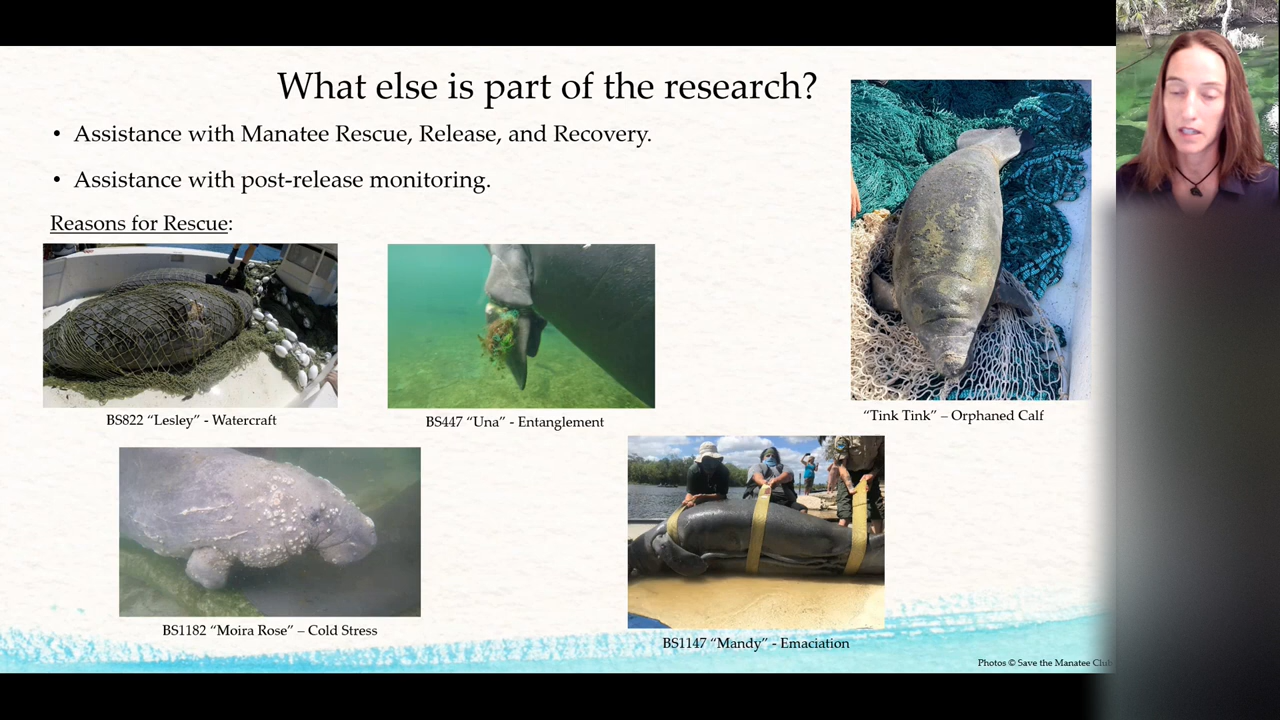 What else is part of the research?
• Assistance with Manatee Rescue, Release, and Recovery.
• Assistance with post-release monitoring.
Reasons for Rescue:
BS822 “Lesley” - Watercraft
BS447 “Una” - Entanglement
“Tink Tink” – Orphaned Calf
BS1182 “Moira Rose” – Cold Stress
BS1147 “Mandy” - Emaciation
Photos © Save the Manatee Club